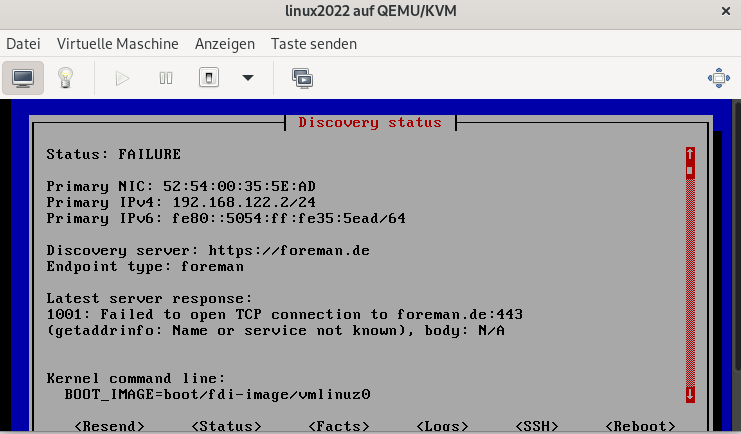 linux2022 auf QEMU/KVM
Datei Virtuelle Maschine Anzeigen Taste senden
Discovery status
Status: FAILURE
Primary NIC: 52:54:00:35:5E:AD
Primary IPv4: 192.168.122.2/24
Primary IPv6: fe80::5054:ff:fe35:5ead/64
Discovery server: https://foreman.de
Endpoint type: foreman
Latest server response:
1001: Failed to open TCP connection to foreman.de:443
(getaddrinfo: Name or service not known), body: N/A
Kernel command line:
BOOT_IMAGE=boot/fdi-image/vmlinuz0
<Resend> <Status> <Facts> <Logs> <SSH> <Reboot>